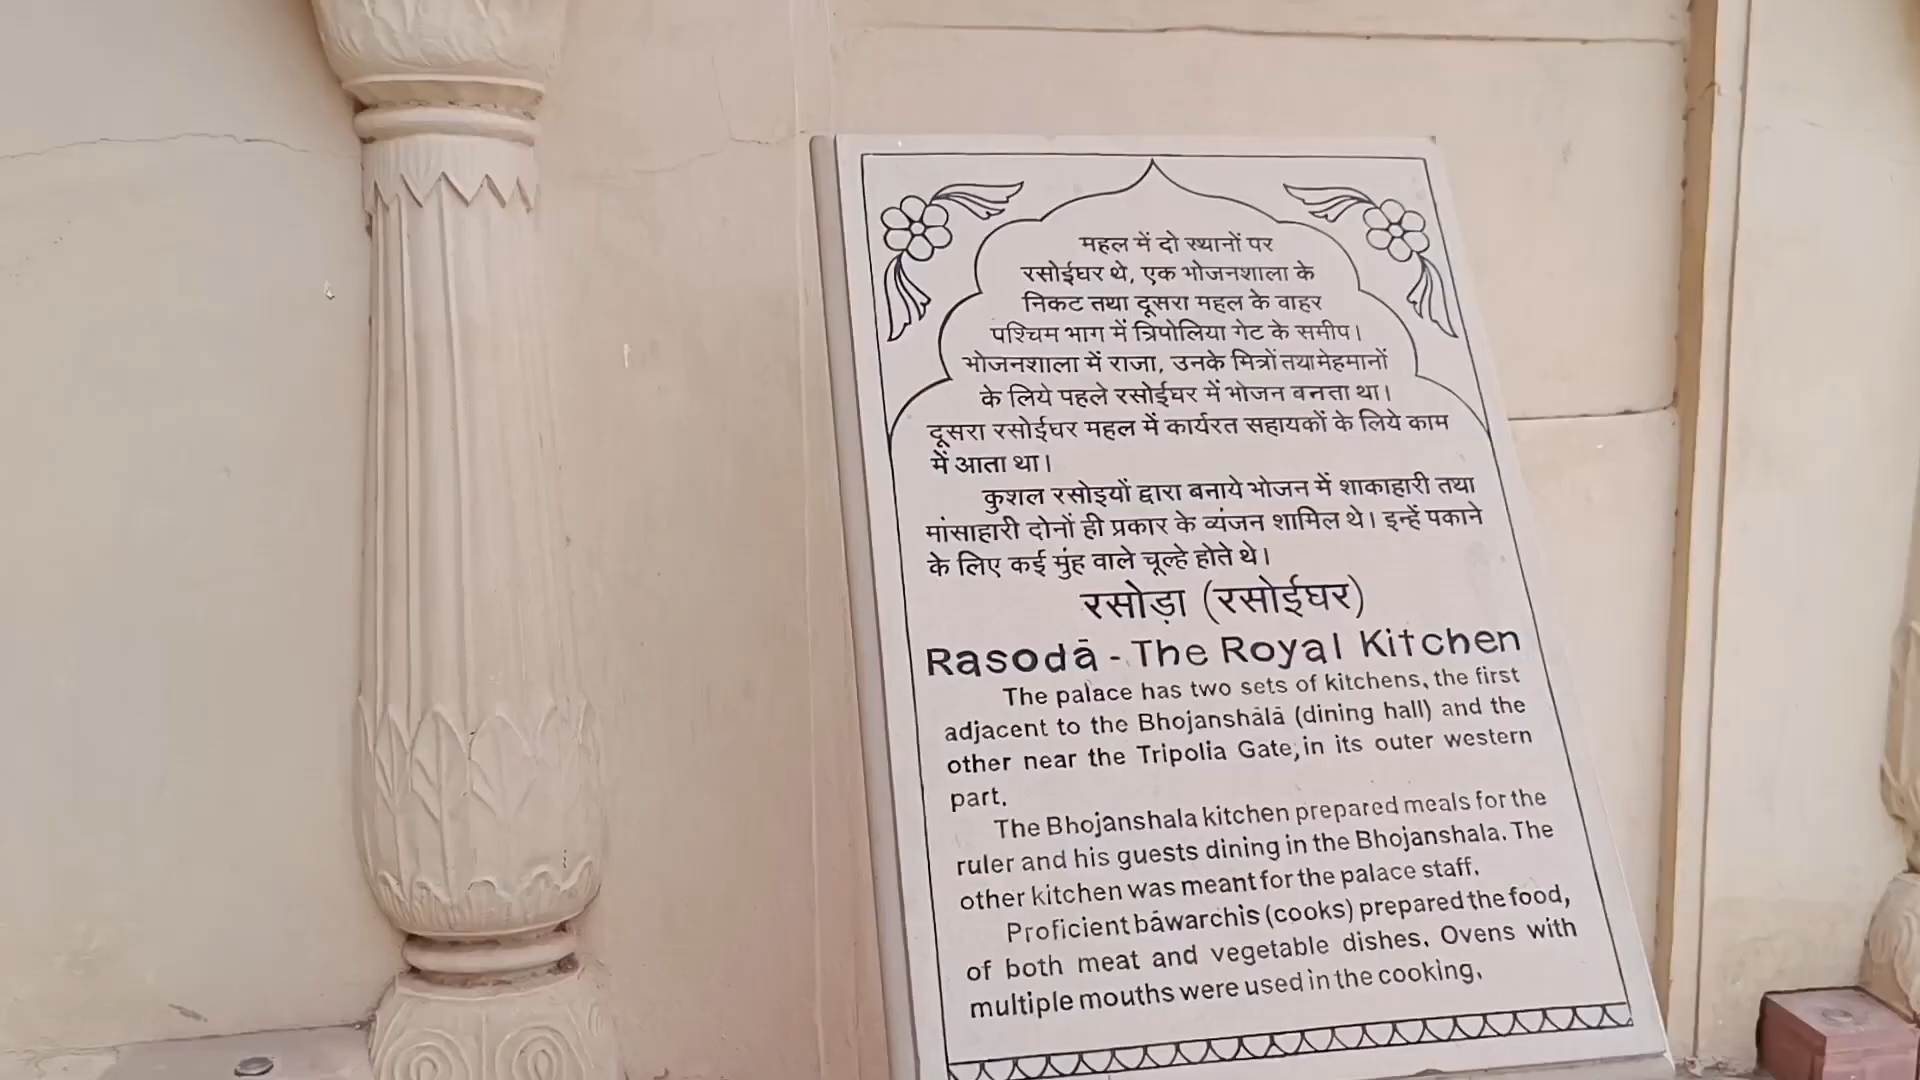 महल में दो स्थानों पर
रसोईघर थे, एक भोजनशाला के
निकट तथा दूसरा महल के वाहर
पश्चिम भाग में त्रिपोलिया गेट के समीप।
भोजनशाला में राजा, उनके मित्रों तथा मेहमानों
के लिये पहले रसोईघर में भोजन बनता था।
दूसरा रसोईघर महल में कार्यरत सहायकों के लिये काम
में आता था।
कुशल रसोइयों द्वारा बनाये भोजन में शाकाहारी तथा
मांसाहारी दोनों ही प्रकार के व्यंजन शामिल थे। इन्हें पकाने
के लिए कई मुंह वाले चूल्हे होते थे।
रसोड़ा (रसोईघर)
Rasodā - The Royal Kitchen
The palace has two sets of kitchens, the first
adjacent to the Bhojanshālā (dining hall) and the
other near the Tripolia Gate, in its outer western
part.
The Bhojanshala kitchen prepared meals for the
ruler and his guests dining in the Bhojanshala. The
other kitchen was meant for the palace staff.
Proficient bāwarchis (cooks) prepared the food,
of both meat and vegetable dishes. Ovens with
multiple mouths were used in the cooking.